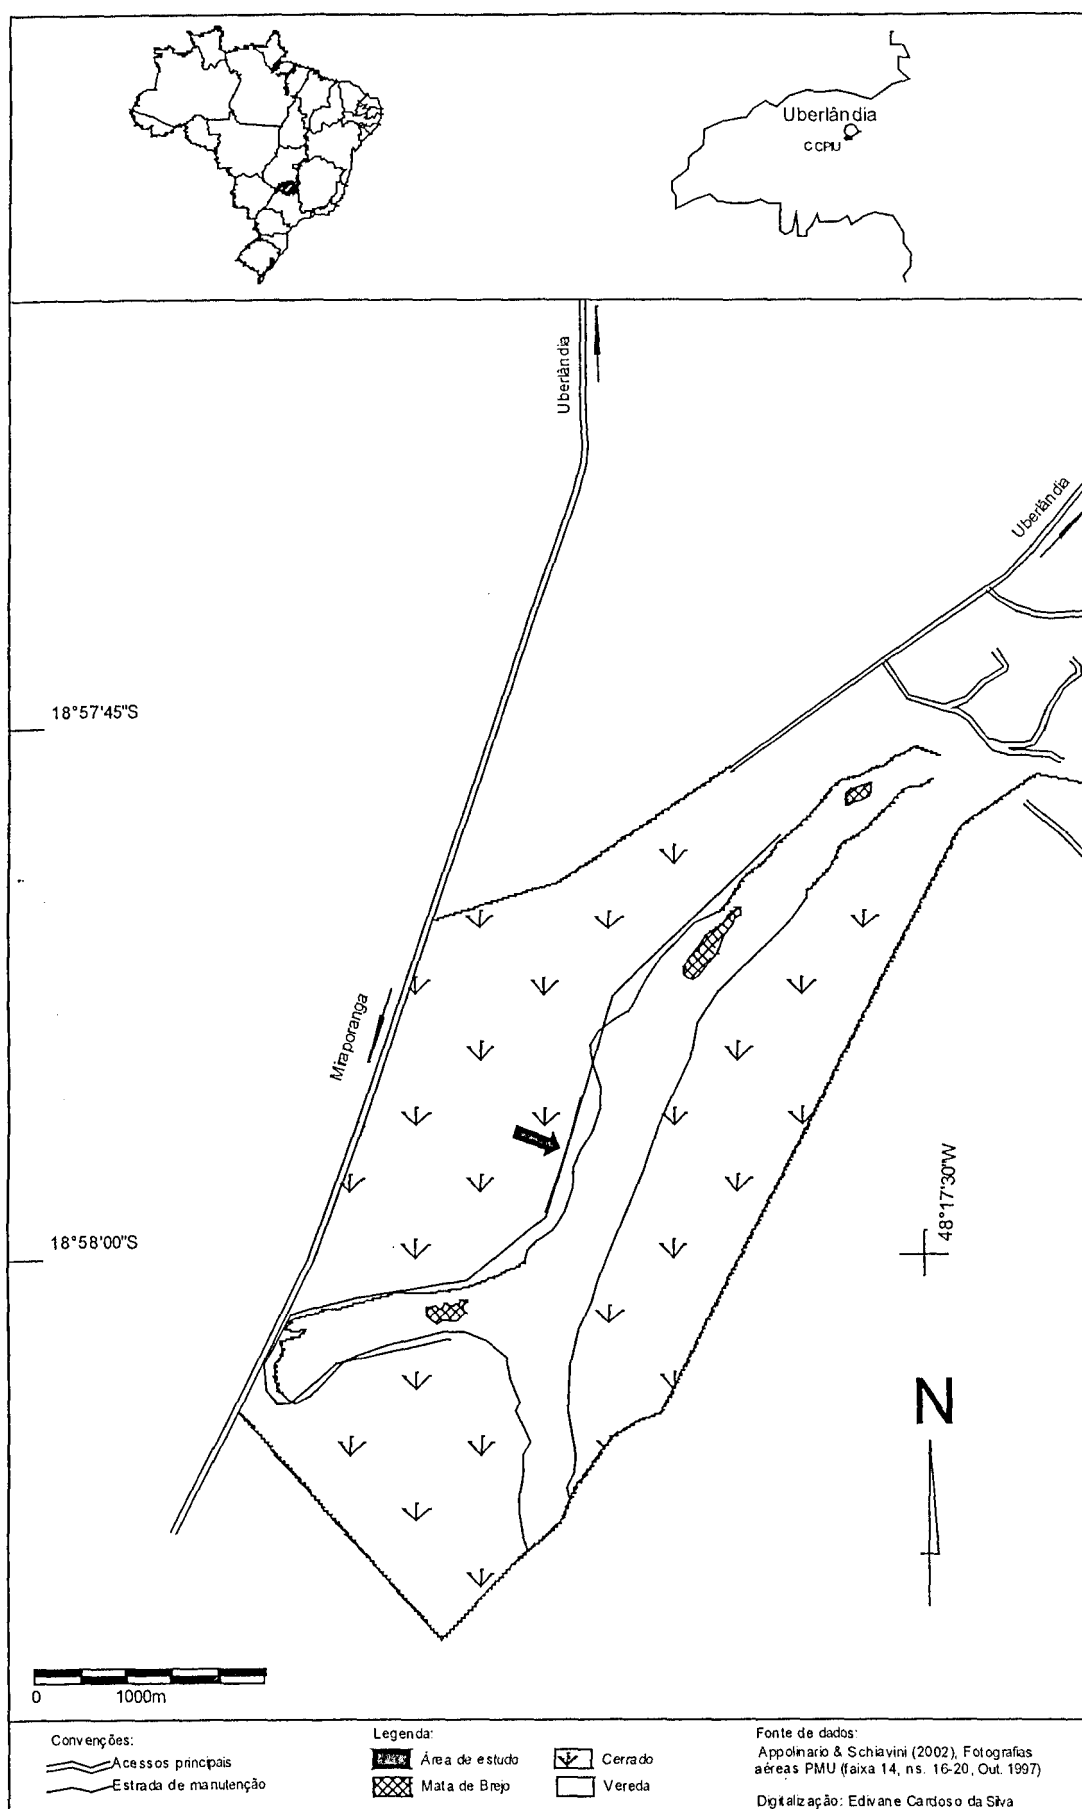 Uberlândia
CCPIU
Uberlândia
Uberlândia
18°57'45"S
Miraporanga
48°17'30"W
18°58'00"S
N
0 1000m
Convenções:
Acessos principais
Estrada de manutenção
Legenda:
Área de estudo
Mata de Brejo
Cerrado
Vereda
Fonte de dados:
Appolinario & Schiavini (2002), Fotografias
aéreas PMU (faixa 14, ns. 16-20, Out. 1997)
Digitalização: Edivane Cardoso da Silva